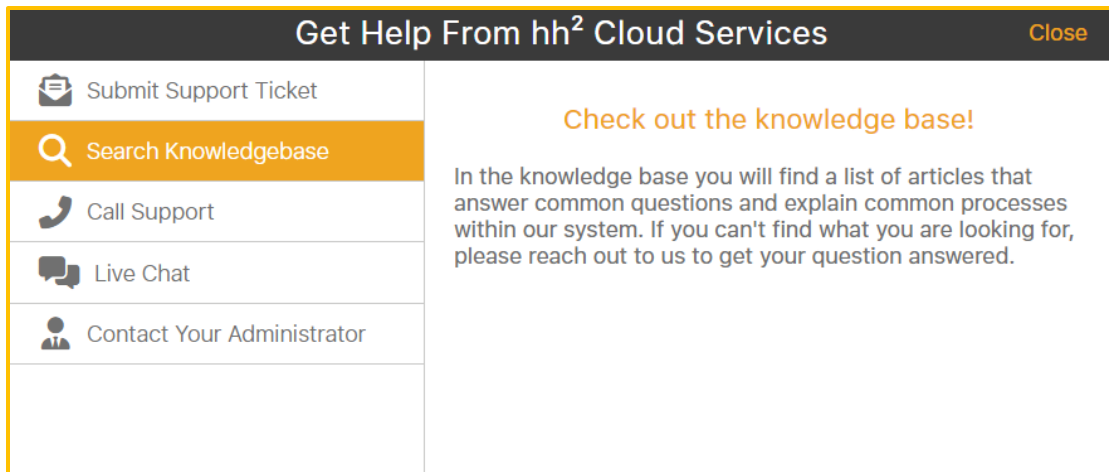 Get Help From hh² Cloud Services
Close
Submit Support Ticket
Search Knowledgebase
Call Support
Live Chat
Contact Your Administrator
Check out the knowledge base!
In the knowledge base you will find a list of articles that
answer common questions and explain common processes
within our system. If you can't find what you are looking for,
please reach out to us to get your question answered.